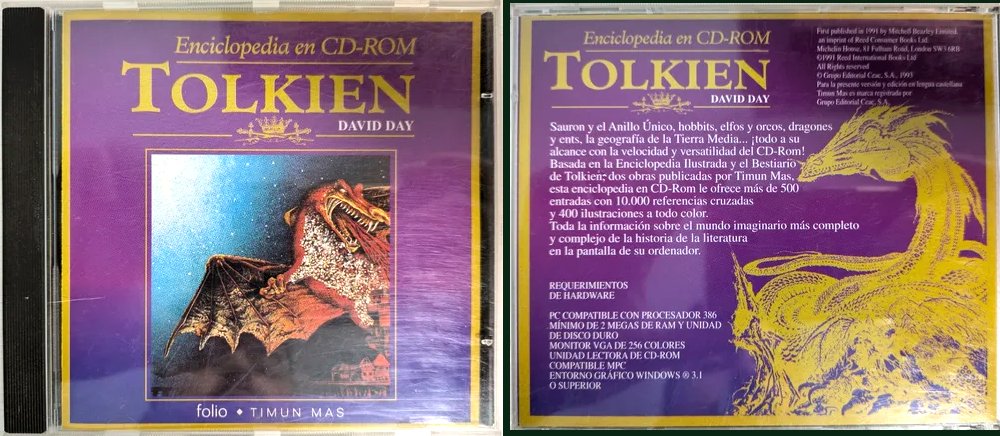 Enciclopedia en CD-ROM
TOLKIEN
DAVID DAY
folio • TIMUN MAS
Enciclopedia en CD-ROM
TOLKIEN
DAVID DAY
First published in 1991 by Mitchell Beazley Limited,
an imprint of Reed Consumer Books Ltd.
Michelin House, 81 Fulham Road, London SW3 6RB
©1991 Reed International Books Ltd
All Rights reserved
© Grupo Editorial Ceac, S.A., 1993
Para la presente versión y edición en lengua castellana
Timun Mas es marca registrada por
Grupo Editorial Ceac, S.A.
Sauron y el Anillo Único, hobbits, elfos y orcos, dragones
y ents, la geografía de la Tierra Media... ¡todo a su
alcance con la velocidad y versatilidad del CD-Rom!
Basada en la Enciclopedia Ilustrada y el Bestiario
de Tolkien, dos obras publicadas por Timun Mas,
esta enciclopedia en CD-Rom le ofrece más de 500
entradas con 10.000 referencias cruzadas
y 400 ilustraciones a todo color.
Toda la información sobre el mundo imaginario más completo
y complejo de la historia de la literatura
en la pantalla de su ordenador.
REQUERIMIENTOS
DE HARDWARE
PC COMPATIBLE CON PROCESADOR 386
MÍNIMO DE 2 MEGAS DE RAM Y UNIDAD
DE DISCO DURO
MONITOR VGA DE 256 COLORES
UNIDAD LECTORA DE CD-ROM
COMPATIBLE MPC
ENTORNO GRÁFICO WINDOWS ® 3.1
O SUPERIOR